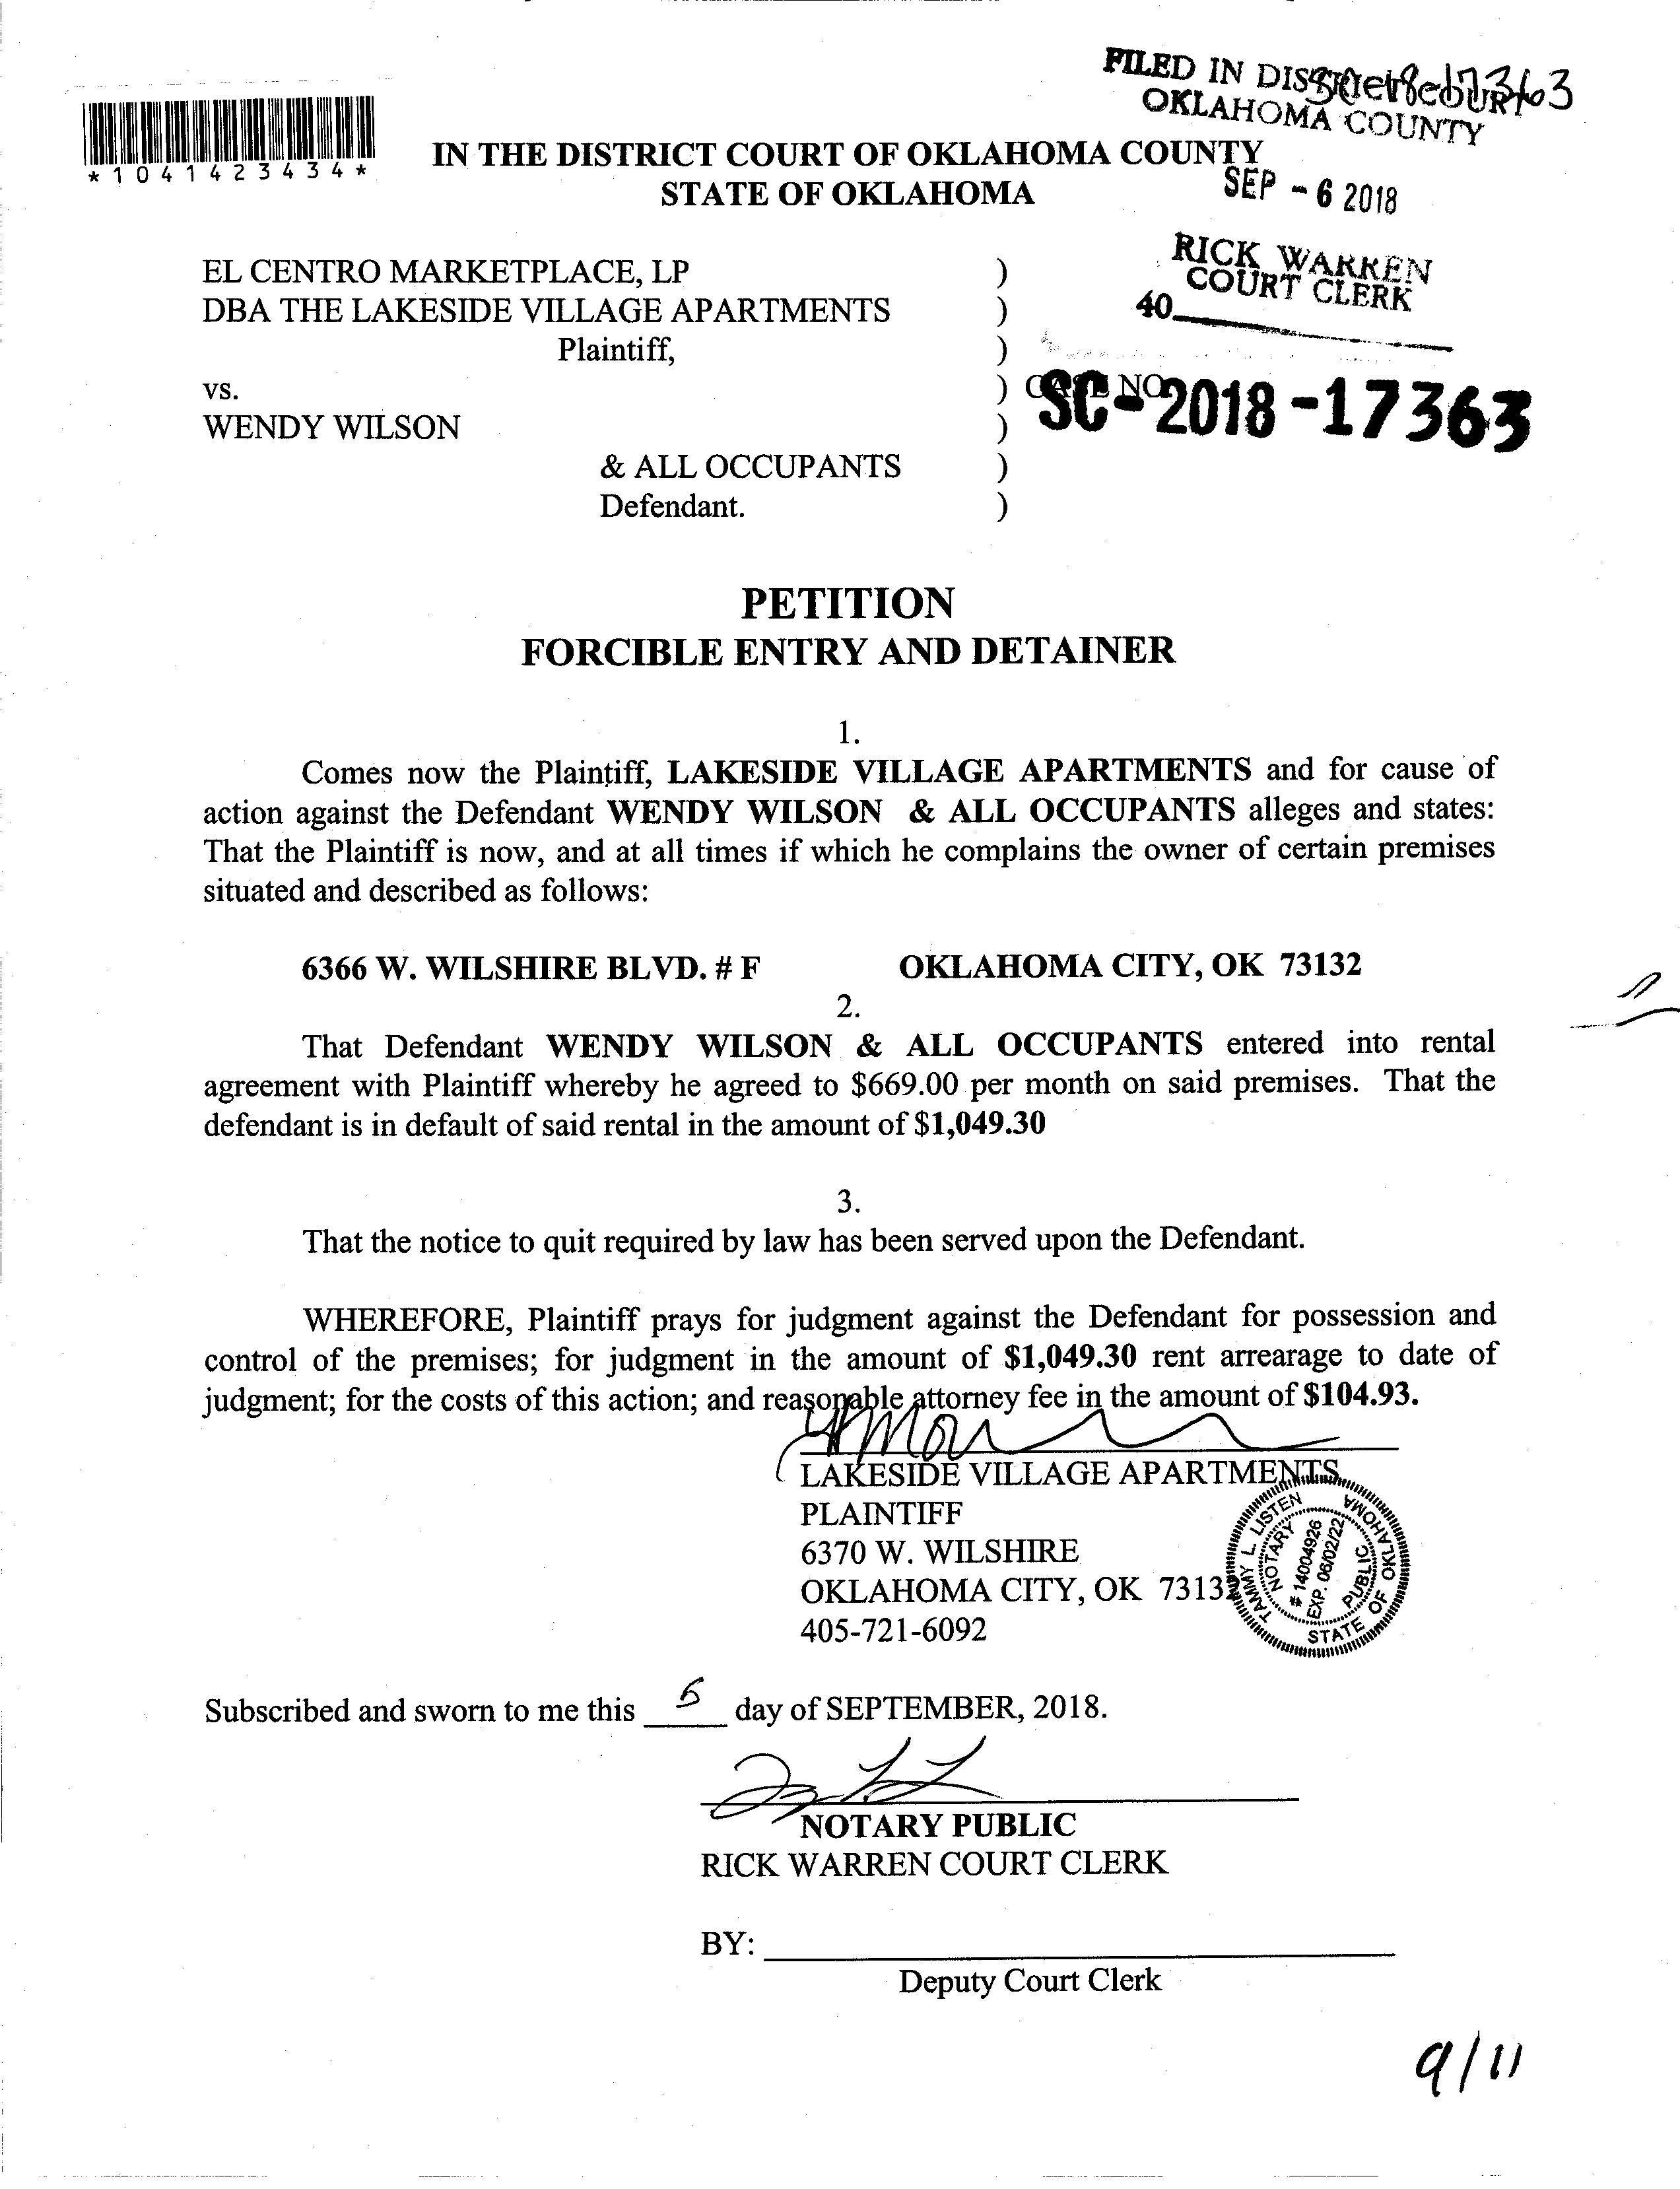 FILED IN DISTRICT COURT
OKLAHOMA COUNTY
*1041423434*
IN THE DISTRICT COURT OF OKLAHOMA COUNTY
STATE OF OKLAHOMA
SEP - 6 2018
RICK WARREN
COURT CLERK
40
EL CENTRO MARKETPLACE, LP )
DBA THE LAKESIDE VILLAGE APARTMENTS )
Plaintiff, )
vs. ) CASE NO
SC-2018-17363
WENDY WILSON )
& ALL OCCUPANTS )
Defendant. )
PETITION
FORCIBLE ENTRY AND DETAINER
1.
Comes now the Plaintiff, LAKESIDE VILLAGE APARTMENTS and for cause of
action against the Defendant WENDY WILSON & ALL OCCUPANTS alleges and states:
That the Plaintiff is now, and at all times if which he complains the owner of certain premises
situated and described as follows:
6366 W. WILSHIRE BLVD. # F OKLAHOMA CITY, OK 73132
2.
That Defendant WENDY WILSON & ALL OCCUPANTS entered into rental
agreement with Plaintiff whereby he agreed to $669.00 per month on said premises. That the
defendant is in default of said rental in the amount of $1,049.30
3.
That the notice to quit required by law has been served upon the Defendant.
WHEREFORE, Plaintiff prays for judgment against the Defendant for possession and
control of the premises; for judgment in the amount of $1,049.30 rent arrearage to date of
judgment; for the costs of this action; and reasonable attorney fee in the amount of $104.93.
LAKESIDE VILLAGE APARTMENTS
PLAINTIFF
6370 W. WILSHIRE
OKLAHOMA CITY, OK 73132
405-721-6092
TAMMY L. LISTEN
NOTARY
# 14004926
EXP. 06/02/22
PUBLIC
STATE OF OKLAHOMA
Subscribed and sworn to me this 5 day of SEPTEMBER, 2018.
NOTARY PUBLIC
RICK WARREN COURT CLERK
BY:
Deputy Court Clerk
9/11